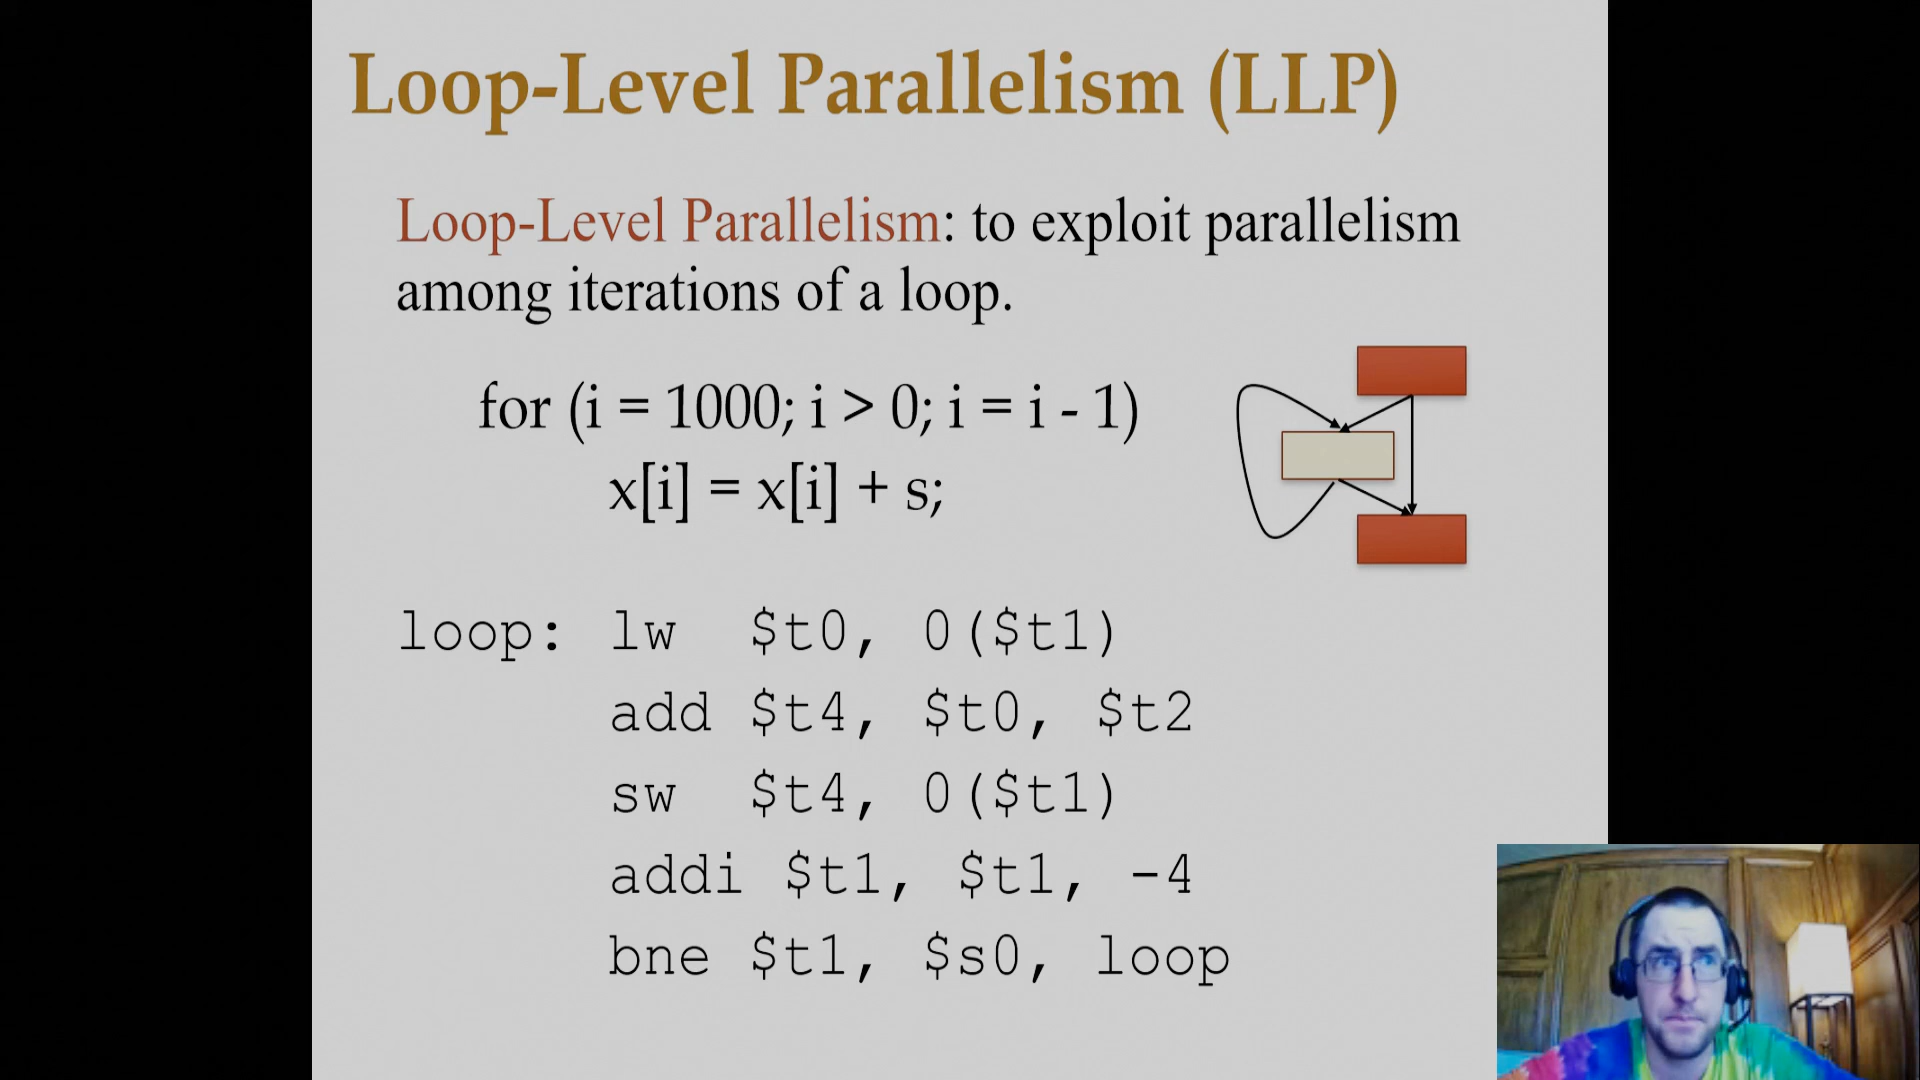 Loop-Level Parallelism (LLP)
Loop-Level Parallelism: to exploit parallelism
among iterations of a loop.
for (i = 1000; i > 0; i = i - 1)
x[i] = x[i] + s;
loop: lw $t0, 0($t1)
add $t4, $t0, $t2
sw $t4, 0($t1)
addi $t1, $t1, -4
bne $t1, $s0, loop